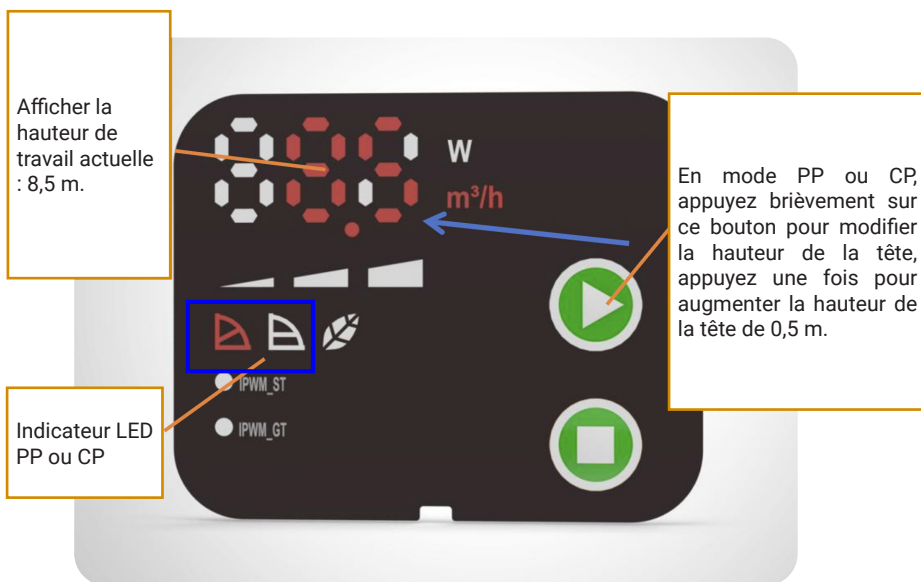 Afficher la
hauteur de
travail actuelle
: 8,5 m.
8.5
W
m³/h
En mode PP ou CP,
appuyez brièvement sur
ce bouton pour modifier
la hauteur de la tête,
appuyez une fois pour
augmenter la hauteur de
la tête de 0,5 m.
IPWM_ST
IPWM_GT
Indicateur LED
PP ou CP